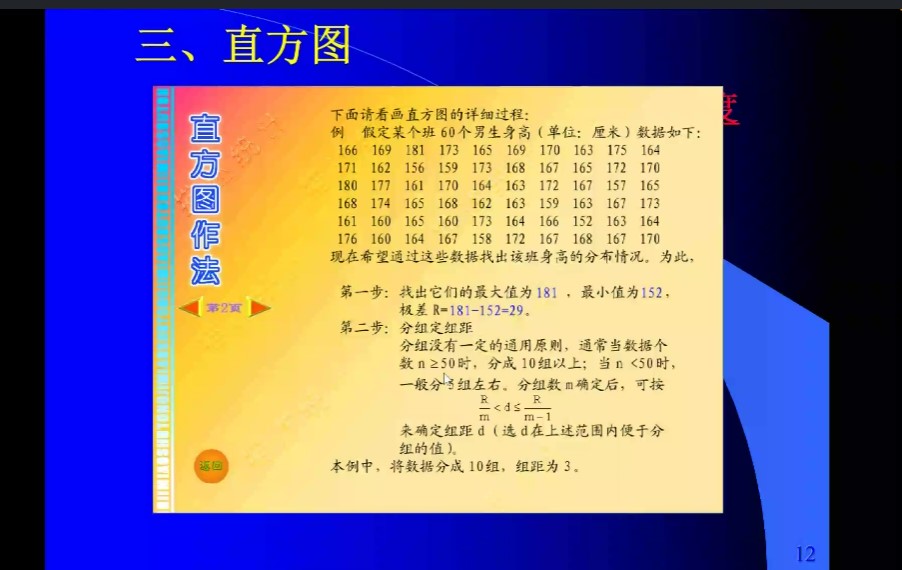 三、直方图
度
直方图作法
第2页
返回
下面请看画直方图的详细过程:
例 假定某个班60个男生身高(单位:厘米)数据如下:
166 169 181 173 165 169 170 163 175 164
171 162 156 159 173 168 167 165 172 170
180 177 161 170 164 163 172 167 157 165
168 174 165 168 162 163 159 163 167 173
161 160 165 160 173 164 166 152 163 164
176 160 164 167 158 172 167 168 167 170
现在希望通过这些数据找出该班身高的分布情况。为此,
第一步: 找出它们的最大值为181 ,最小值为152,
极差 R=181-152=29。
第二步: 分组定组距
分组没有一定的通用原则,通常当数据个
数 n ≥50时,分成 10组以上;当 n <50时,
一般分 5 组左右。分组数 m确定后,可按
R/m < d ≤ R/m-1
来确定组距 d(选 d在上述范围内便于分
组的值)。
本例中,将数据分成10组,组距为 3。
12